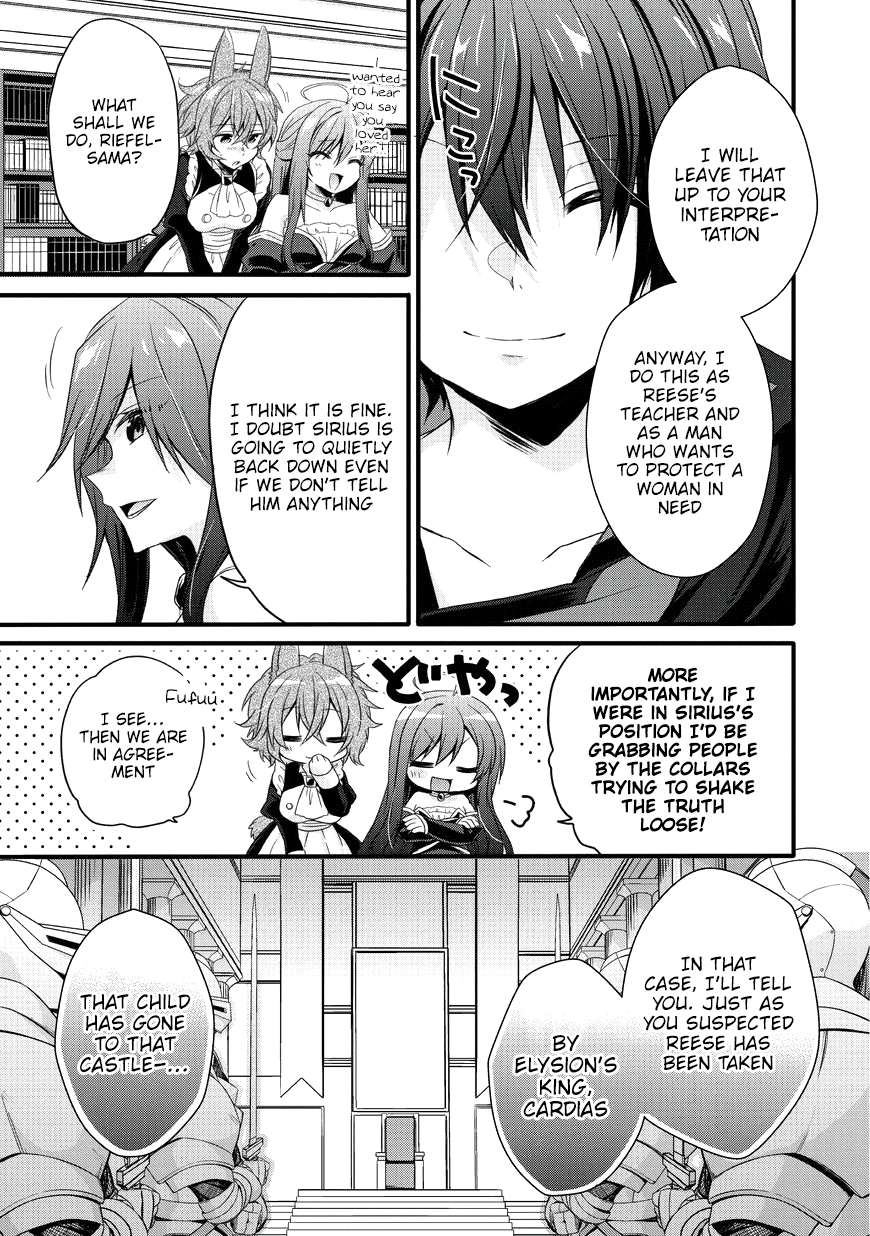 I WILL
LEAVE THAT
UP TO YOUR
INTERPRE-
TATION
ニコッ
ANYWAY, I
DO THIS AS
REESE'S
TEACHER AND
AS A MAN
WHO WANTS
TO PROTECT A
WOMAN IN
NEED
I
wanted
to hear
you say
you
loved
her!
WHAT
SHALL WE
DO, RIEFEL-
SAMA?
I THINK IT IS FINE.
I DOUBT SIRIUS IS
GOING TO QUIETLY
BACK DOWN EVEN
IF WE DON'T TELL
HIM ANYTHING
MORE
IMPORTANTLY, IF I
WERE IN SIRIUS'S
POSITION I'D BE
GRABBING PEOPLE
BY THE COLLARS
TRYING TO SHAKE
THE TRUTH
LOOSE!
どやっ
Fufuu.
I SEE...
THEN WE ARE
IN AGREE-
MENT
IN THAT
CASE, I'LL TELL
YOU. JUST AS
YOU SUSPECTED
REESE HAS
BEEN TAKEN
BY
ELYSION'S
KING,
CARDIAS
THAT CHILD
HAS GONE
TO THAT
CASTLE-...